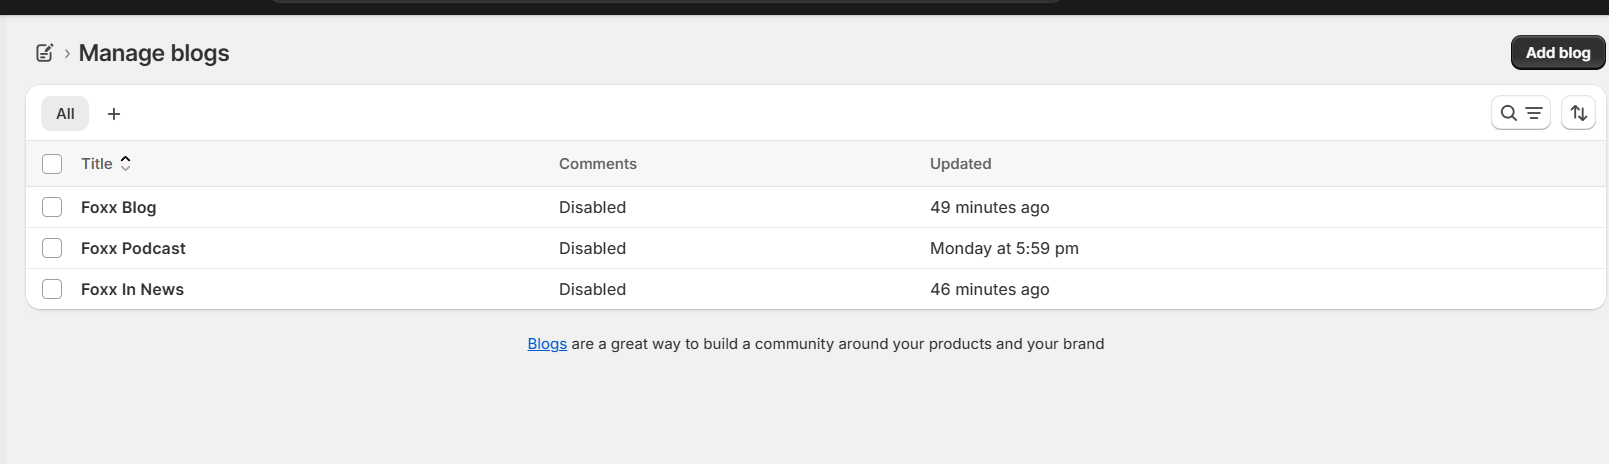 Manage blogs
Add blog
All
Title Comments Updated
Foxx Blog Disabled 49 minutes ago
Foxx Podcast Disabled Monday at 5:59 pm
Foxx In News Disabled 46 minutes ago
Blogs are a great way to build a community around your products and your brand